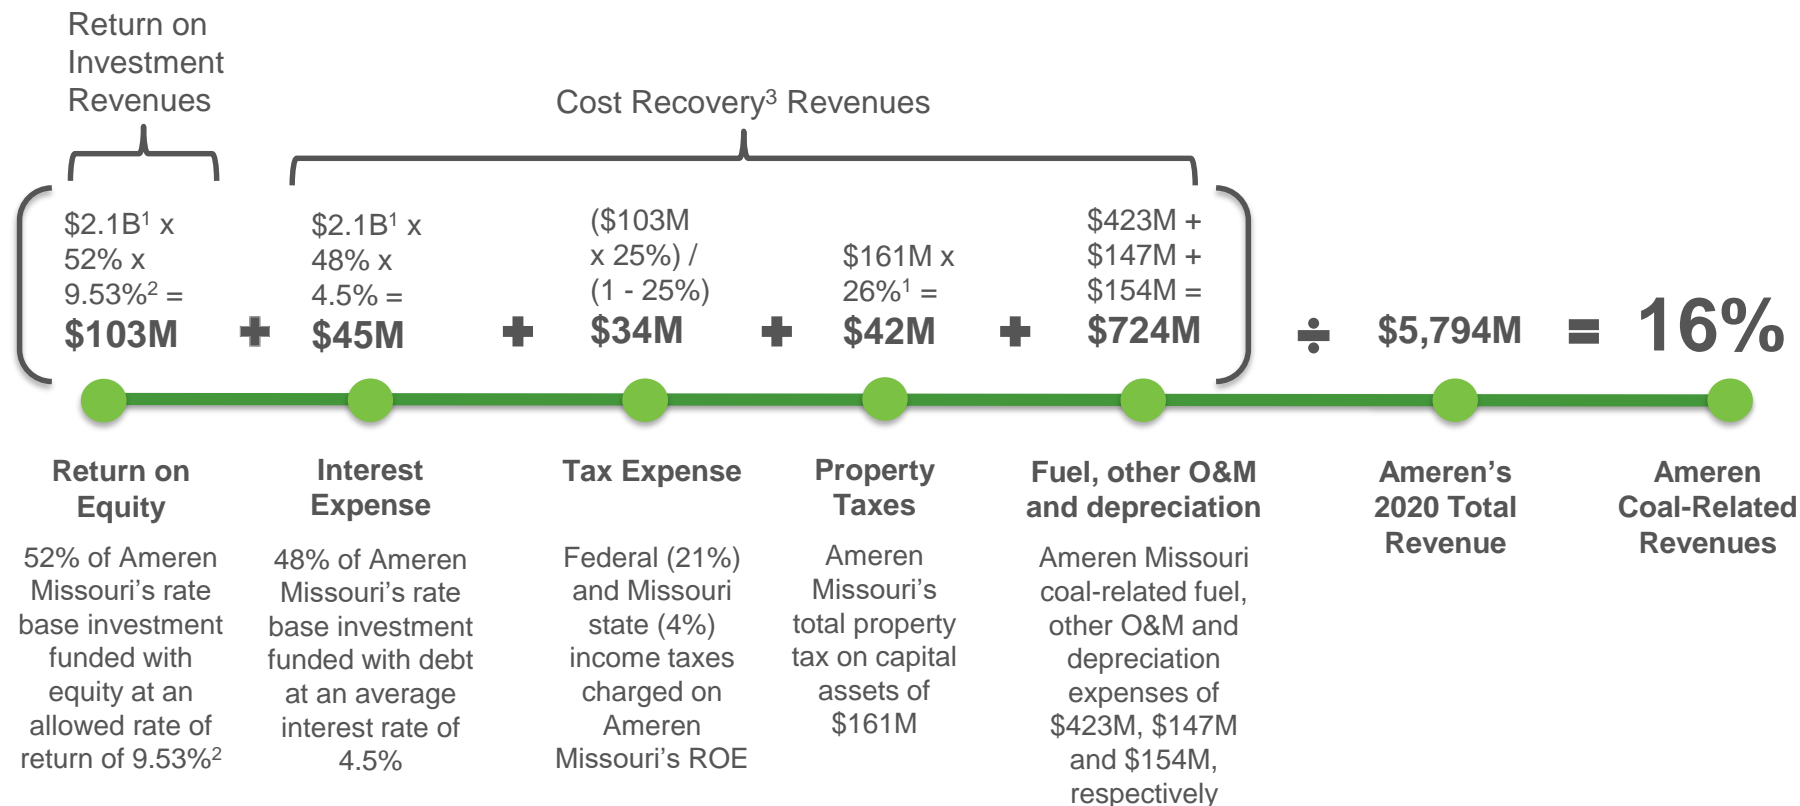 Return on
Investment
Revenues
Cost Recovery³ Revenues
$2.1B¹ x
52% x
9.53%² =
$103M
+
$2.1B¹ x
48% x
4.5% =
$45M
+
($103M
x 25%) /
(1 - 25%)
$34M
+
$161M x
26%¹ =
$42M
+
$423M +
$147M +
$154M =
$724M
÷
$5,794M
=
16%
Return on
Equity
52% of Ameren
Missouri’s rate
base investment
funded with
equity at an
allowed rate of
return of 9.53%²
Interest
Expense
48% of Ameren
Missouri’s rate
base investment
funded with debt
at an average
interest rate of
4.5%
Tax Expense
Federal (21%)
and Missouri
state (4%)
income taxes
charged on
Ameren
Missouri’s ROE
Property
Taxes
Ameren
Missouri’s
total property
tax on capital
assets of
$161M
Fuel, other O&M
and depreciation
Ameren Missouri
coal-related fuel,
other O&M and
depreciation
expenses of
$423M, $147M
and $154M,
respectively
Ameren’s
2020 Total
Revenue
Ameren
Coal-Related
Revenues